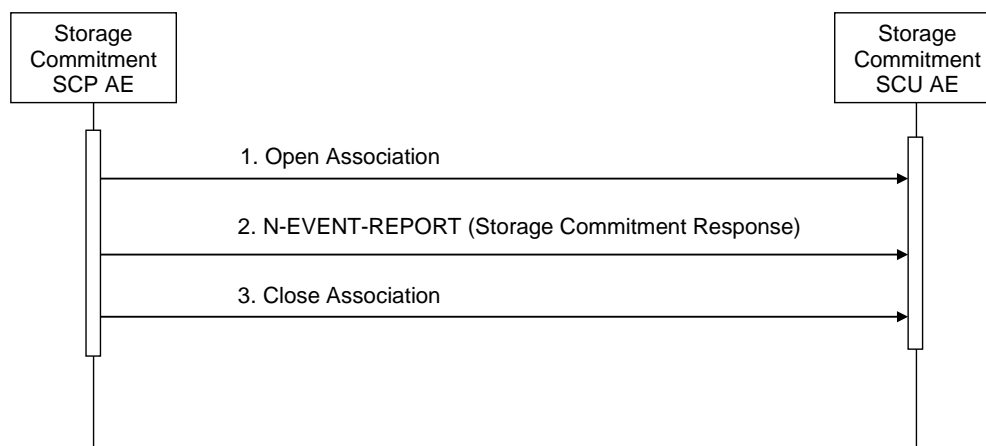 Storage
Commitment
SCP AE
Storage
Commitment
SCU AE
1. Open Association
2. N-EVENT-REPORT (Storage Commitment Response)
3. Close Association